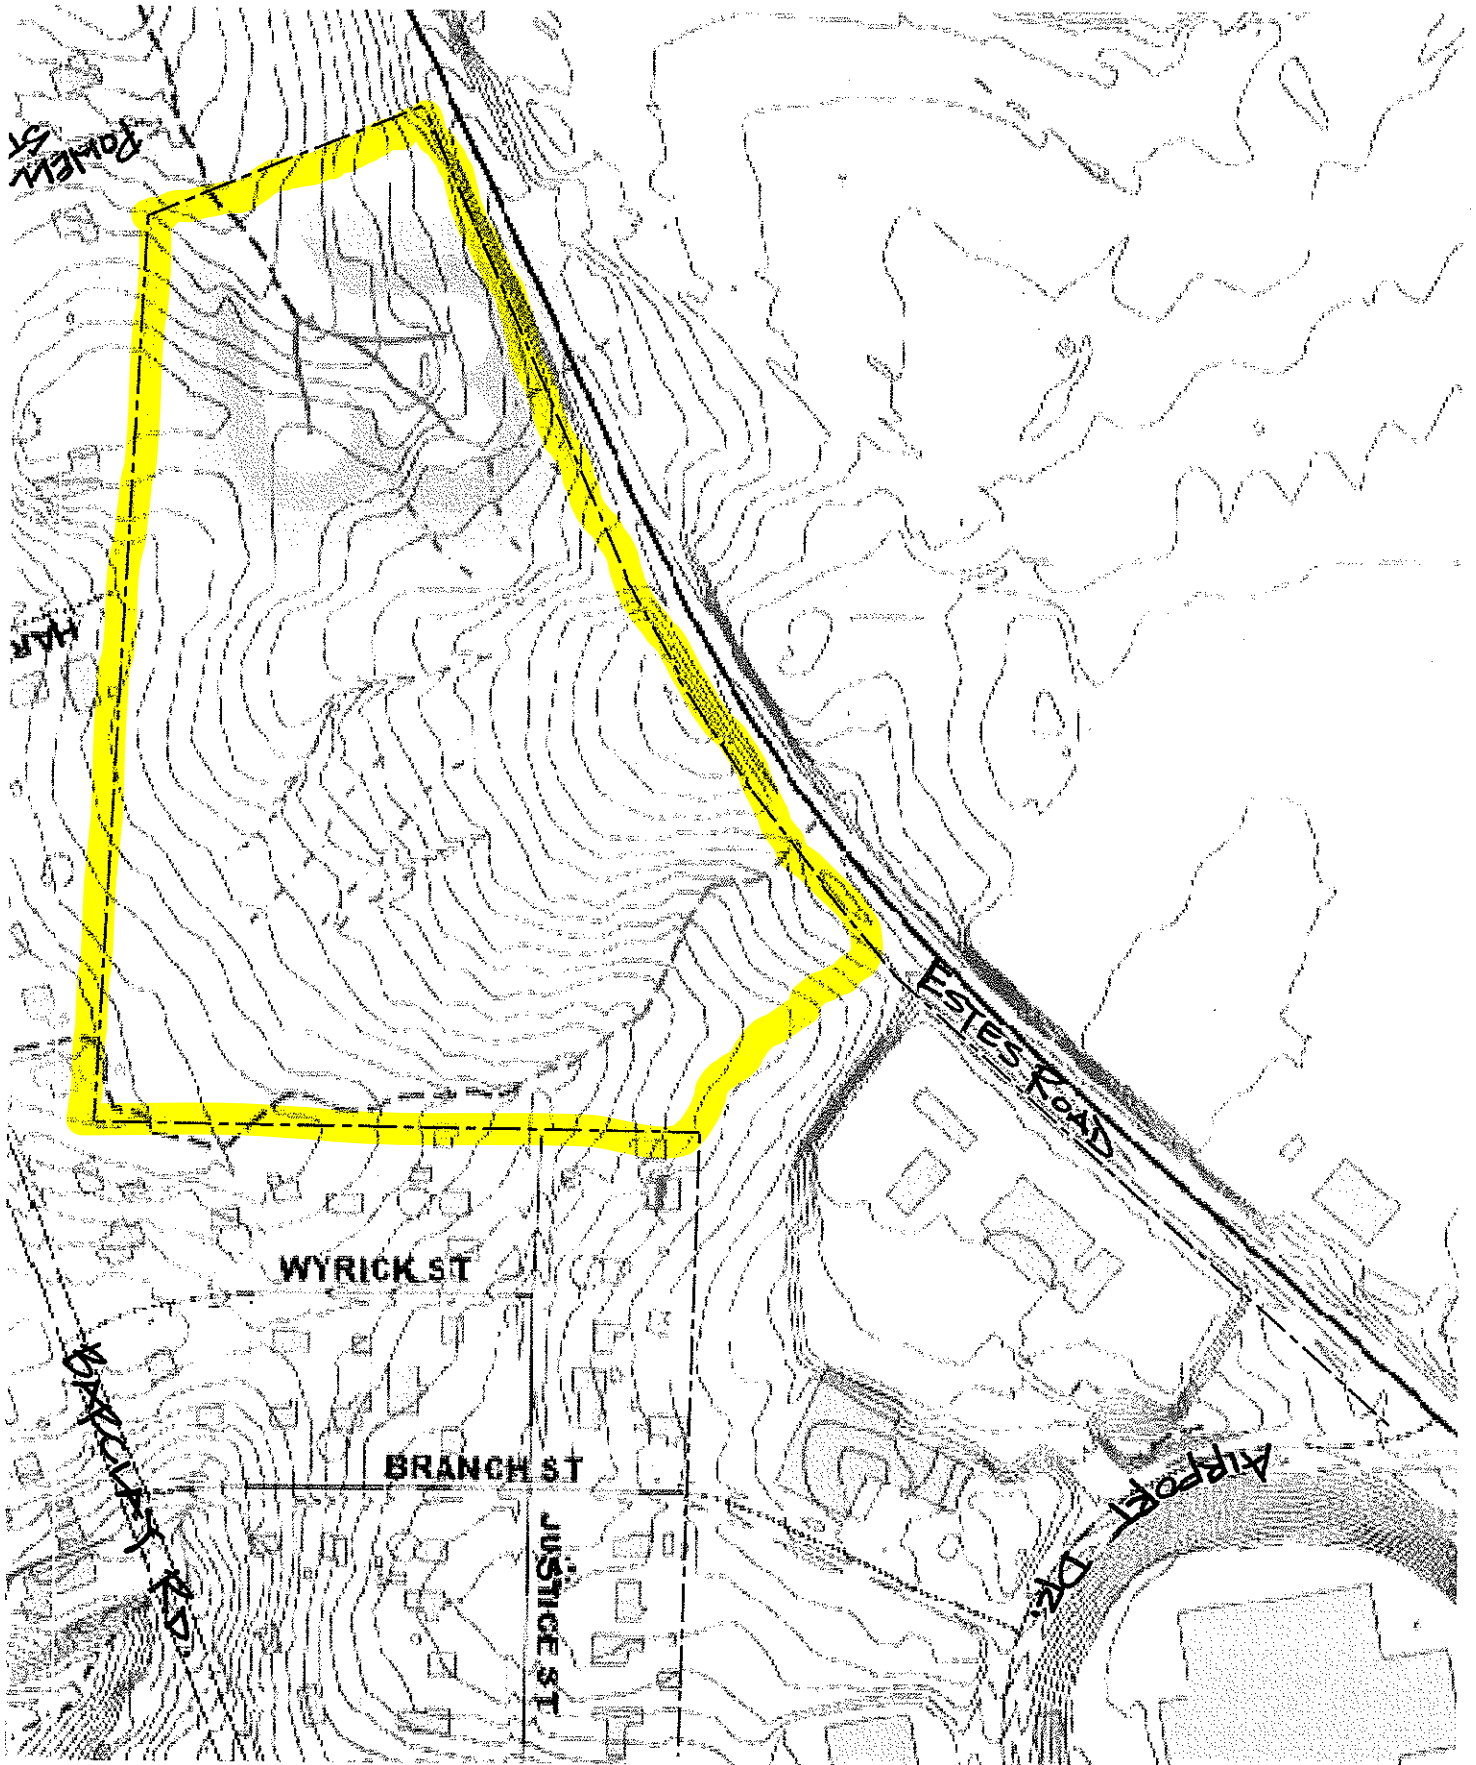 POWELL
ST
HAR
ESTES ROAD
WYRICK ST
BARCLAY RD.
BRANCH ST
AIRPORT DR.
JUSTICE ST